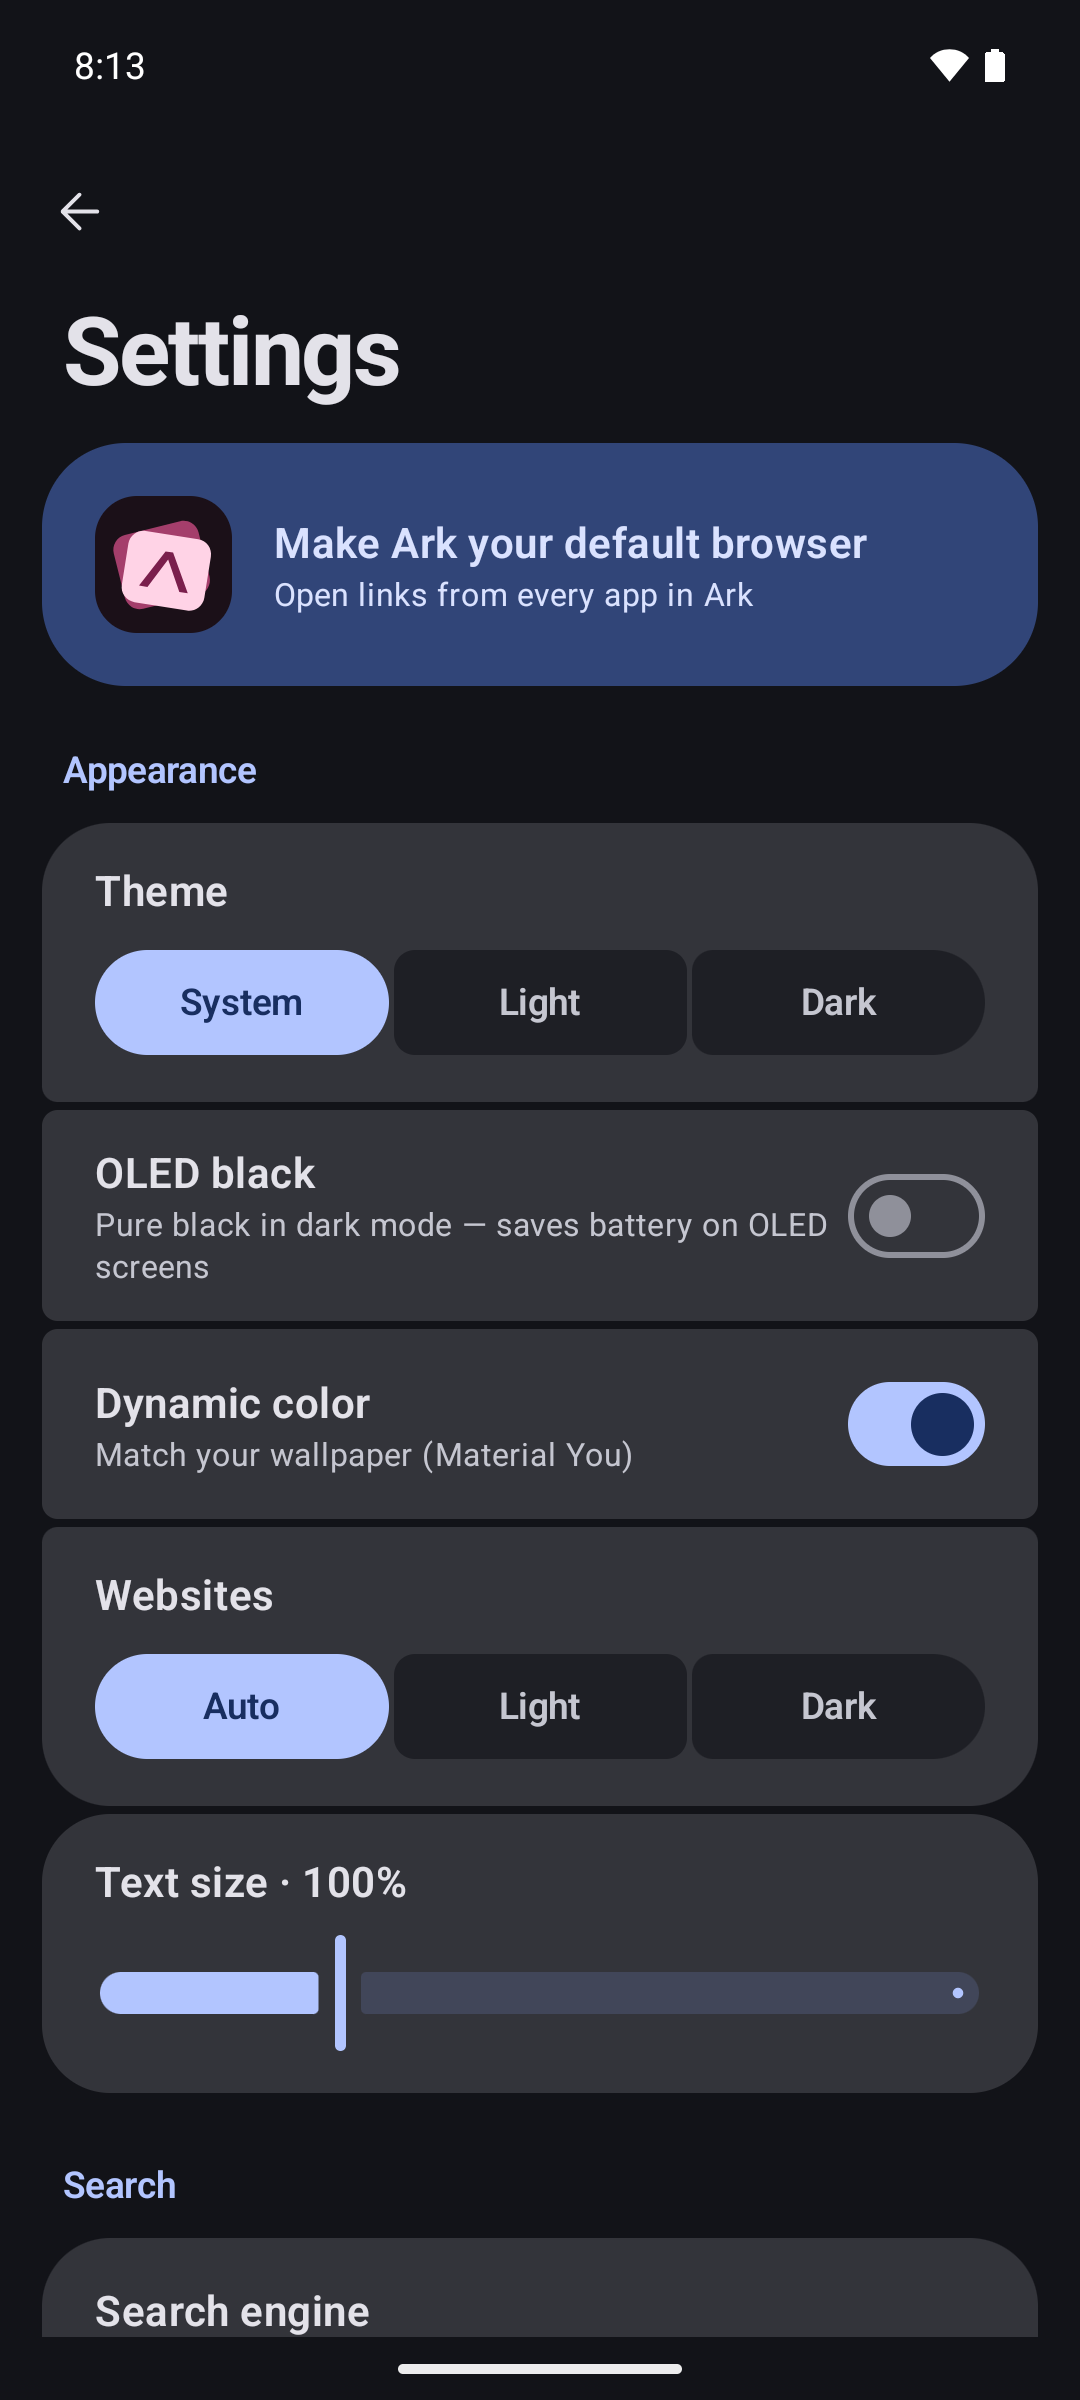 8:13
Settings
Make Ark your default browser
Open links from every app in Ark
Appearance
Theme
System
Light
Dark
OLED black
Pure black in dark mode — saves battery on OLED
screens
Dynamic color
Match your wallpaper (Material You)
Websites
Auto
Light
Dark
Text size · 100%
Search
Search engine